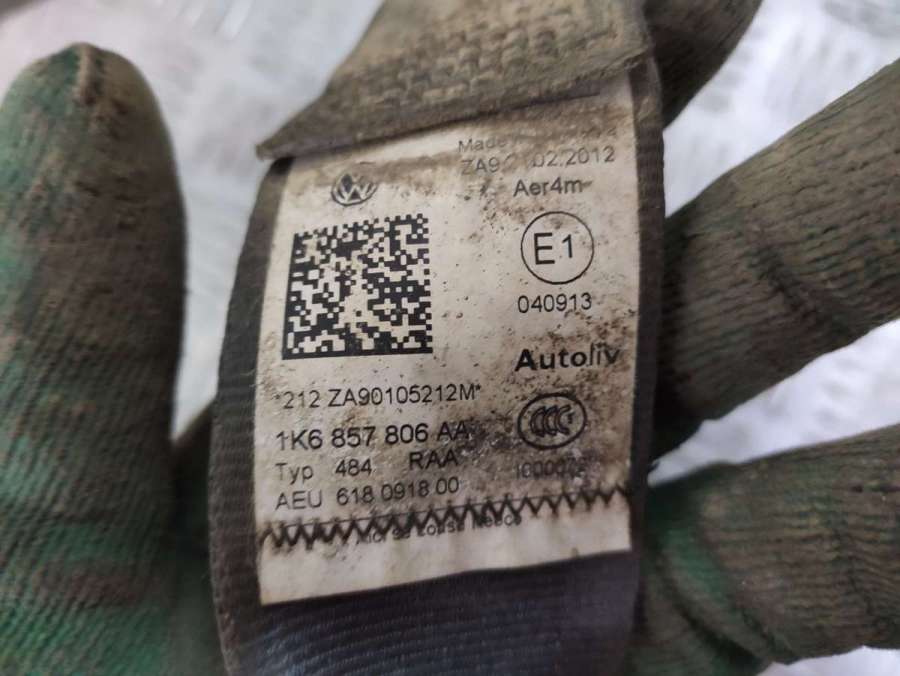 Made
02.2012
Aer4m
E1
040913
Autoliv
*212 ZA90105212M*
1K6 857 806 AA
Typ 484 RAA
AEU 618 0918 00